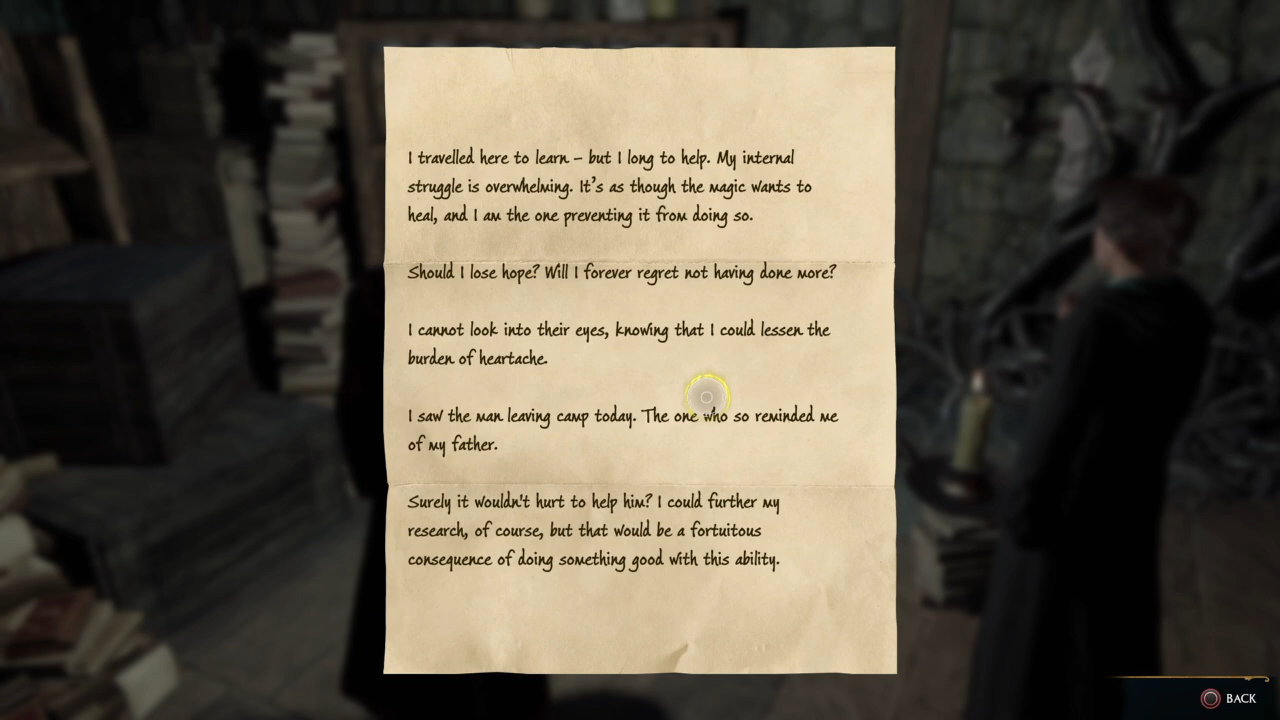 I travelled here to learn – but I long to help. My internal
struggle is overwhelming. It's as though the magic wants to
heal, and I am the one preventing it from doing so.
Should I lose hope? Will I forever regret not having done more?
I cannot look into their eyes, knowing that I could lessen the
burden of heartache.
I saw the man leaving camp today. The one who so reminded me
of my father.
Surely it wouldn't hurt to help him? I could further my
research, of course, but that would be a fortuitous
consequence of doing something good with this ability.
BACK